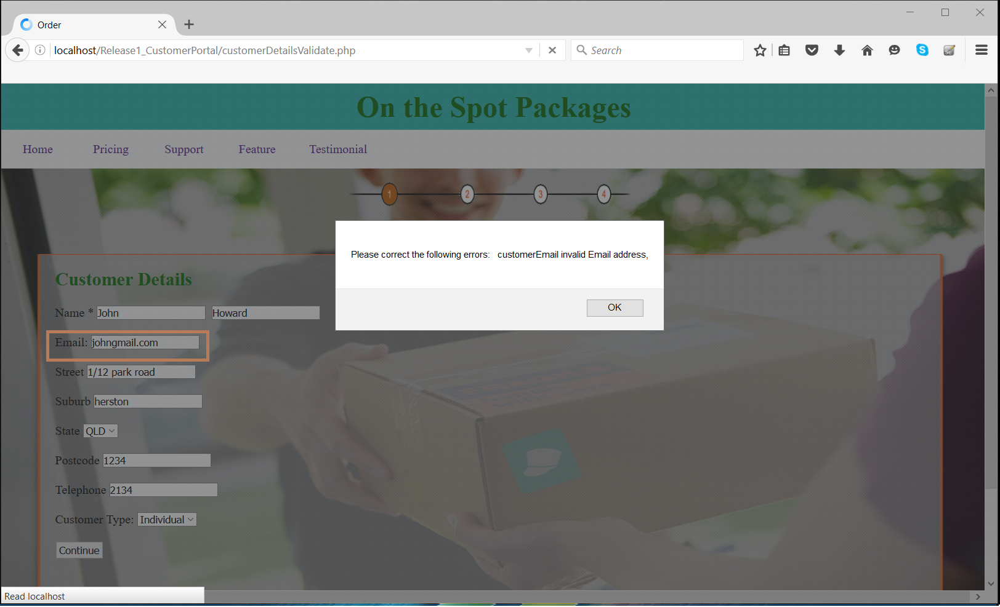 Order
localhost/Release1_CustomerPortal/customerDetailsValidate.php
Search
On the Spot Packages
Home Pricing Support Feature Testimonial
1 2 3 4
Please correct the following errors: customerEmail invalid Email address,
OK
Customer Details
Name * John Howard
Email: johngmail.com
Street 1/12 park road
Suburb herston
State QLD
Postcode 1234
Telephone 2134
Customer Type: Individual
Continue
Read localhost